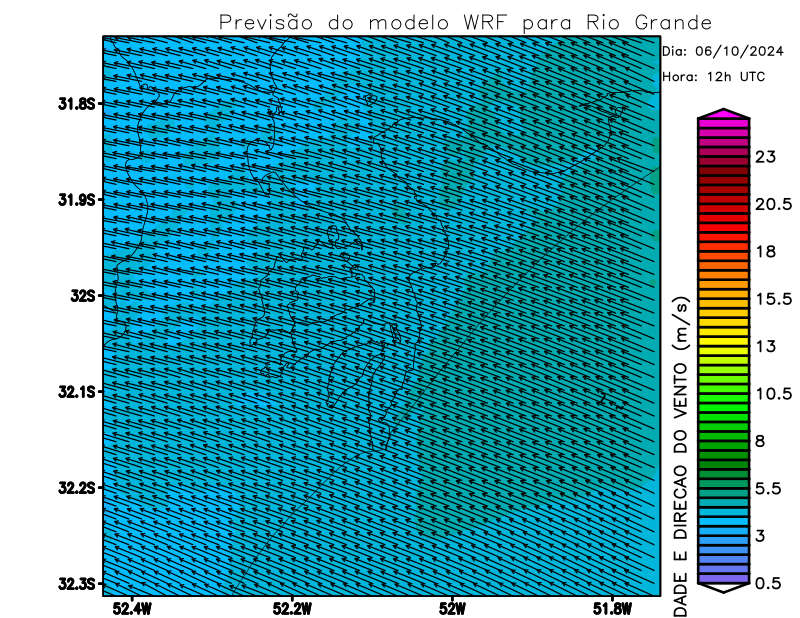 Previsão do modelo WRF para Rio Grande
Dia: 06/10/2024
Hora: 12h UTC
31.8S
31.9S
32S
32.1S
32.2S
32.3S
52.4W
52.2W
52W
51.8W
23
20.5
18
15.5
13
10.5
8
5.5
3
0.5
DADE E DIRECAO DO VENTO (m/s)